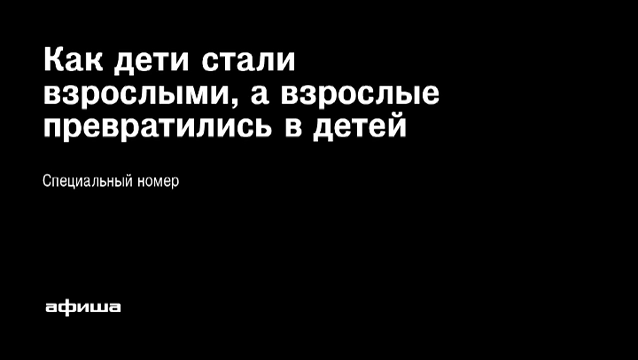 Как дети стали
взрослыми, а взрослые
превратились в детей
Специальный номер
афиша